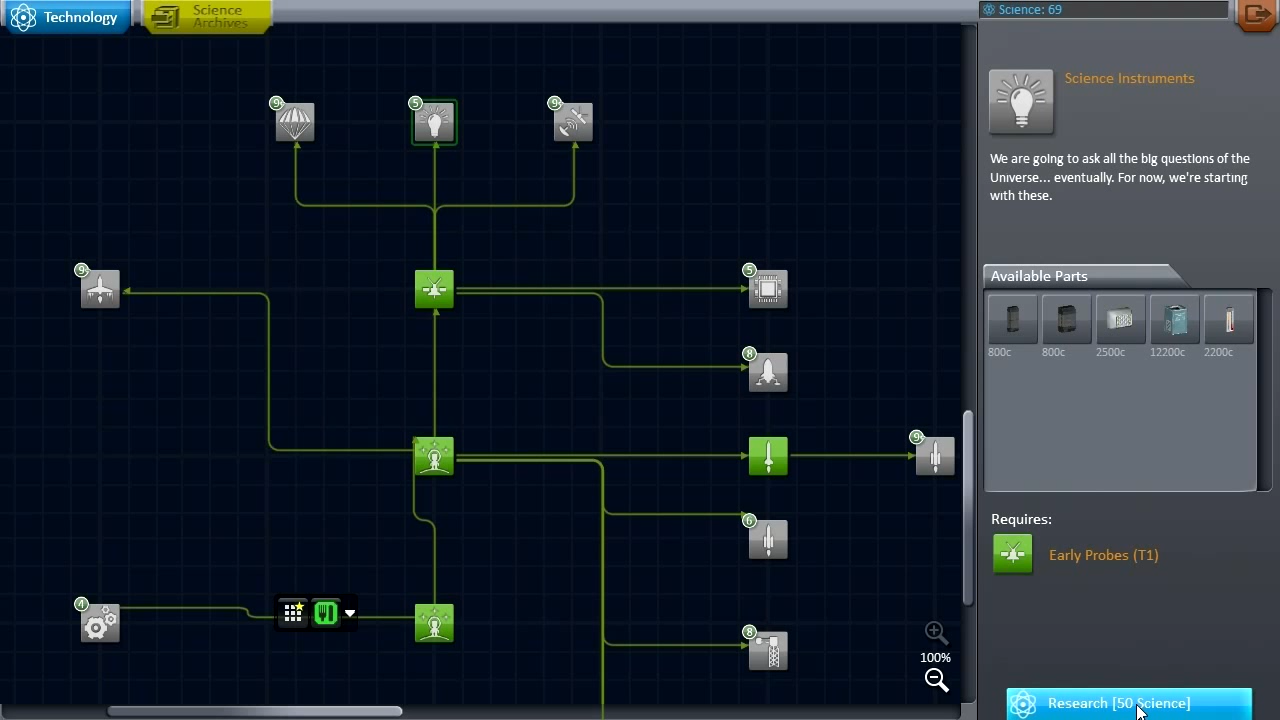 Technology
Science
Archives
Science: 69
Science Instruments
We are going to ask all the big questions of the
Universe... eventually. For now, we're starting
with these.
Available Parts
800c 800c 2500c 12200c 2200c
Requires:
Early Probes (T1)
Research [50 Science]
9+ 5 9+
9+ 5
8
9+
6
4
8
100%